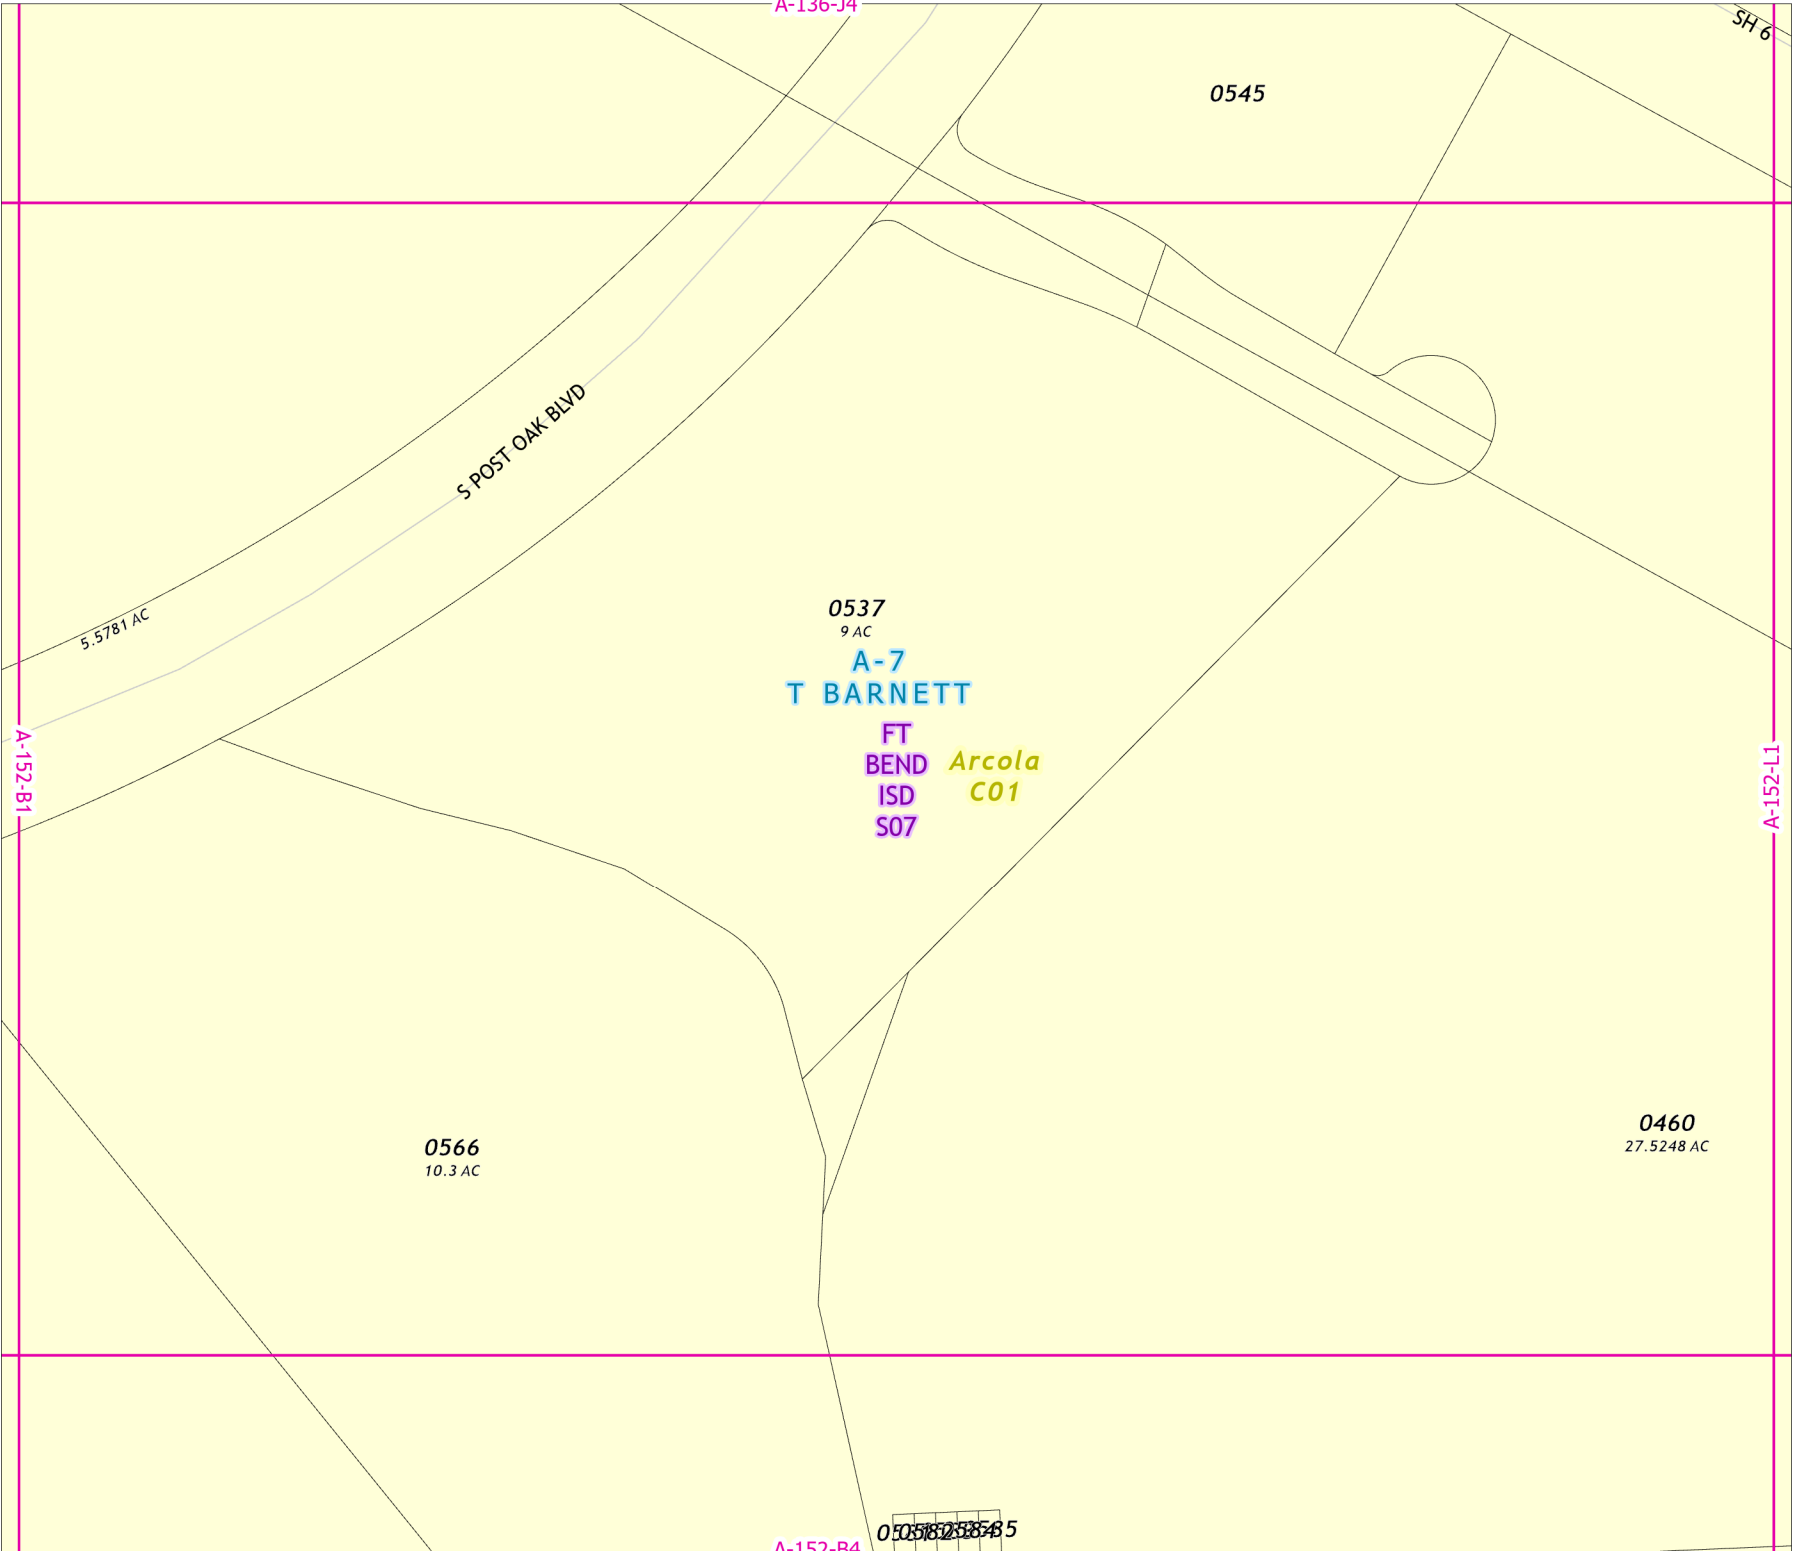 A-136-J4
SH 6
0545
S POST OAK BLVD
5.5781 AC
0537
9 AC
A-7
T BARNETT
FT
BEND
ISD
S07
Arcola
C01
A-152-B1
A-152-L1
0566
10.3 AC
0460
27.5248 AC
A-152-B4